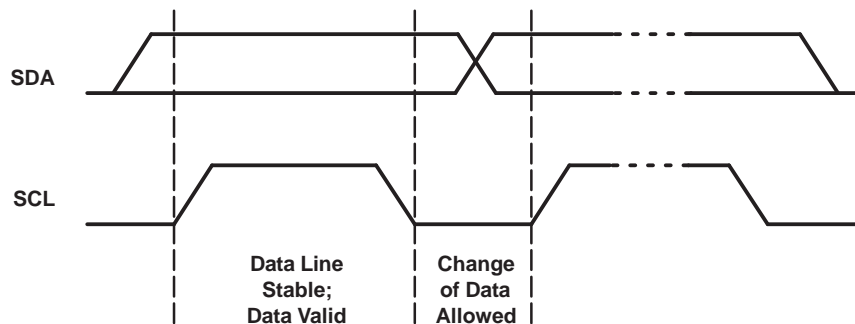 SDA
SCL
Data Line
Stable;
Data Valid
Change
of Data
Allowed